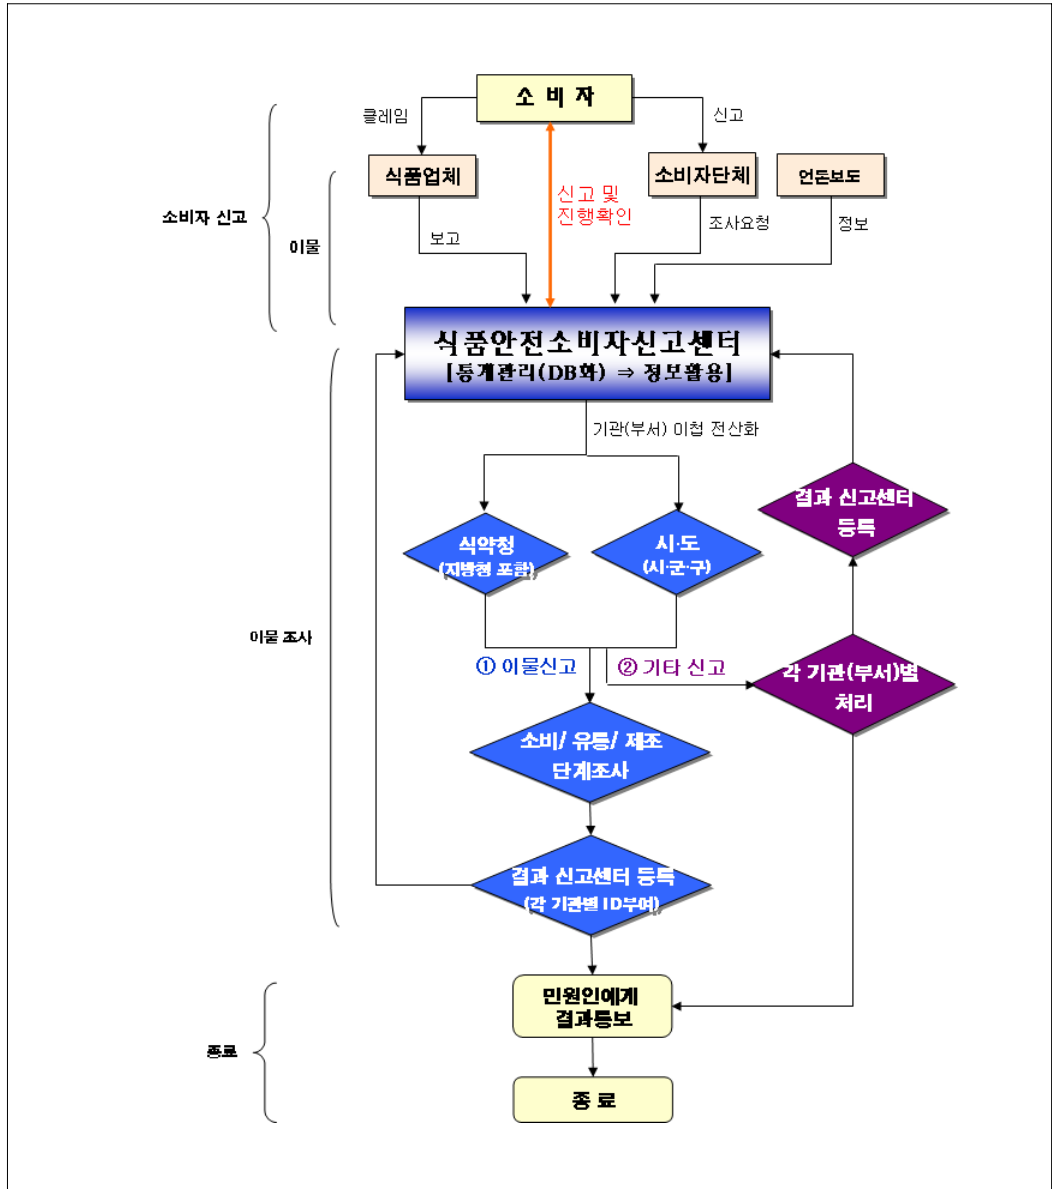 소 비 자
클레임
신고
식품업체
소비자단체
언론보도
신고 및
진행확인
소비자 신고
이물
보고
조사요청
정보
식품안전소비자신고센터
[통계관리(DB화) ⇒ 정보활용]
기관(부서) 이첩 전산화
결과 신고센터
등록
식약청
(지방청 포함)
시·도
(시·군·구)
이물 조사
① 이물신고
② 기타 신고
각 기관(부서)별
처리
소비/ 유통/ 제조
단계조사
결과 신고센터 등록
(각 기관별 ID부여)
민원인에게
결과통보
종료
종 료